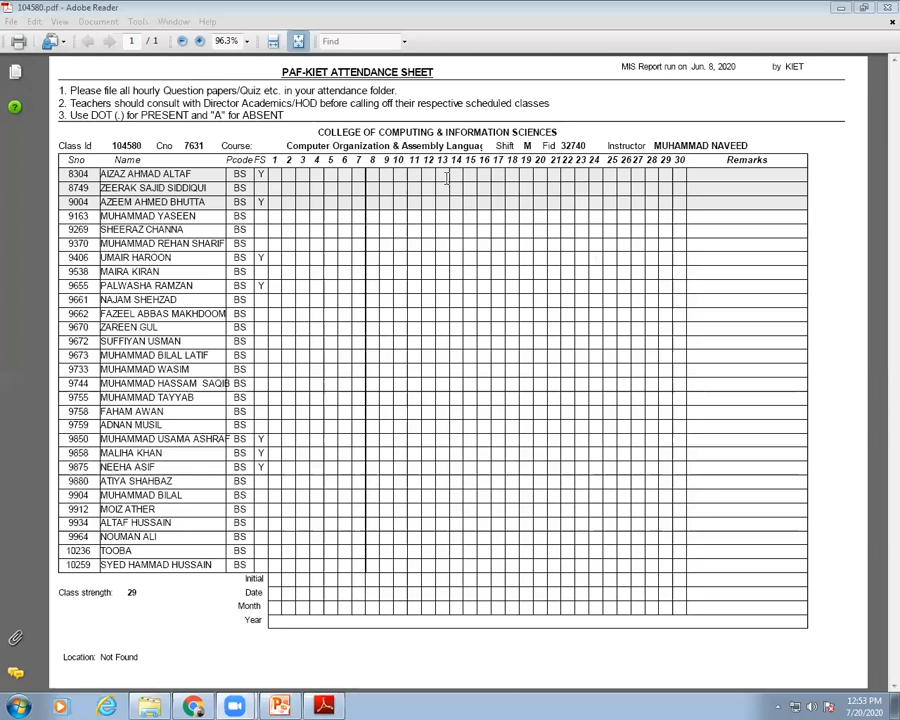 104580.pdf - Adobe Reader
File Edit View Document Tools Window Help
1 / 1 96.3% Find
PAF-KIET ATTENDANCE SHEET
MIS Report run on Jun. 8, 2020 by KIET
1. Please file all hourly Question papers/Quiz etc. in your attendance folder.
2. Teachers should consult with Director Academics/HOD before calling off their respective scheduled classes
3. Use DOT (.) for PRESENT and "A" for ABSENT
COLLEGE OF COMPUTING & INFORMATION SCIENCES
Class Id 104580 Cno 7631 Course: Computer Organization & Assembly Languag Shift M Fid 32740 Instructor MUHAMMAD NAVEED
Sno Name Pcode FS 1 2 3 4 5 6 7 8 9 10 11 12 13 14 15 16 17 18 19 20 21 22 23 24 25 26 27 28 29 30 Remarks
8304 AIZAZ AHMAD ALTAF BS Y
8749 ZEERAK SAJID SIDDIQUI BS
9004 AZEEM AHMED BHUTTA BS Y
9163 MUHAMMAD YASEEN BS
9269 SHEERAZ CHANNA BS
9370 MUHAMMAD REHAN SHARIF BS
9406 UMAIR HAROON BS Y
9538 MAIRA KIRAN BS
9655 PALWASHA RAMZAN BS Y
9661 NAJAM SHEHZAD BS
9662 FAZEEL ABBAS MAKHDOOM BS
9670 ZAREEN GUL BS
9672 SUFFIYAN USMAN BS
9673 MUHAMMAD BILAL LATIF BS
9733 MUHAMMAD WASIM BS
9744 MUHAMMAD HASSAM SAQIB BS
9755 MUHAMMAD TAYYAB BS
9758 FAHAM AWAN BS
9759 ADNAN MUSIL BS
9850 MUHAMMAD USAMA ASHRAF BS Y
9858 MALIHA KHAN BS Y
9875 NEEHA ASIF BS Y
9880 ATIYA SHAHBAZ BS
9904 MUHAMMAD BILAL BS
9912 MOIZ ATHER BS
9934 ALTAF HUSSAIN BS
9964 NOUMAN ALI BS
10236 TOOBA BS
10259 SYED HAMMAD HUSSAIN BS
Initial
Class strength: 29 Date
Month
Year
Location: Not Found
12:53 PM
7/20/2020